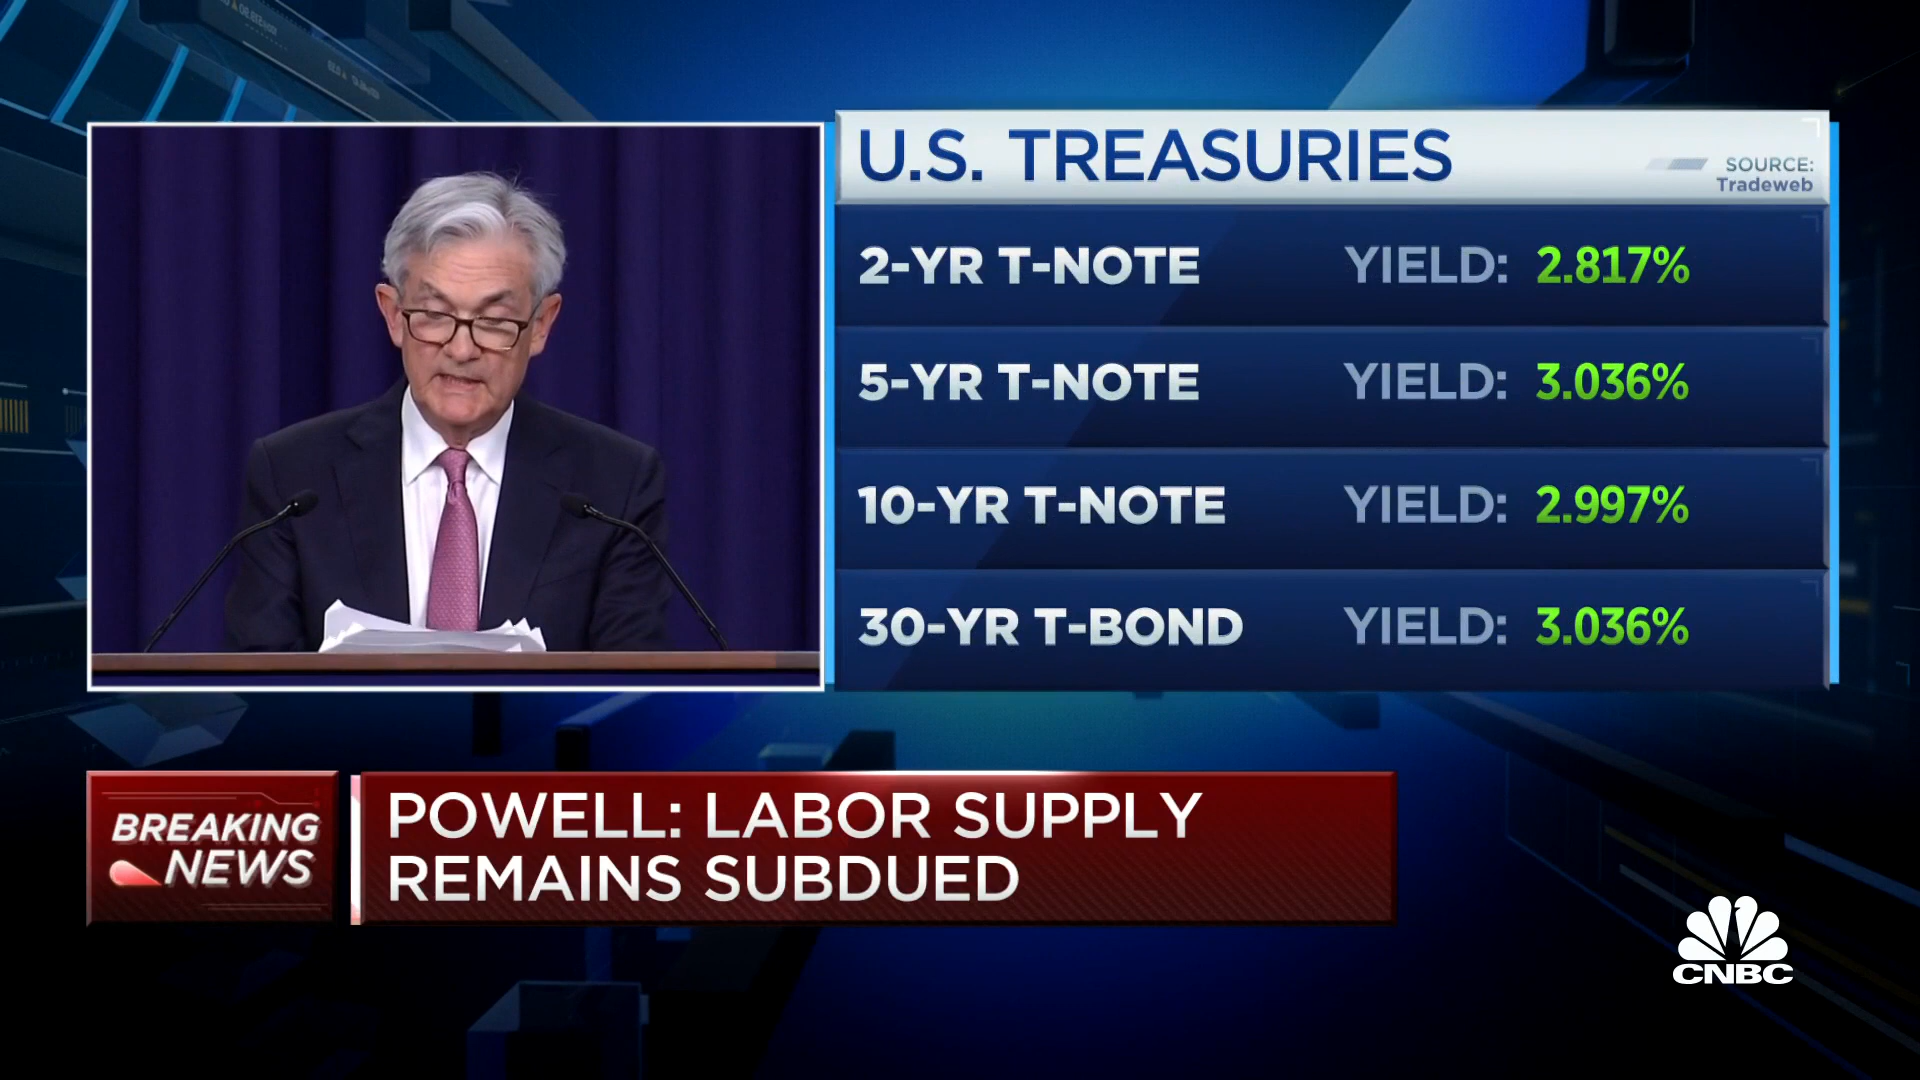 U.S. TREASURIES
SOURCE:
Tradeweb
2-YR T-NOTE YIELD: 2.817%
5-YR T-NOTE YIELD: 3.036%
10-YR T-NOTE YIELD: 2.997%
30-YR T-BOND YIELD: 3.036%
BREAKING
NEWS
POWELL: LABOR SUPPLY
REMAINS SUBDUED
CNBC